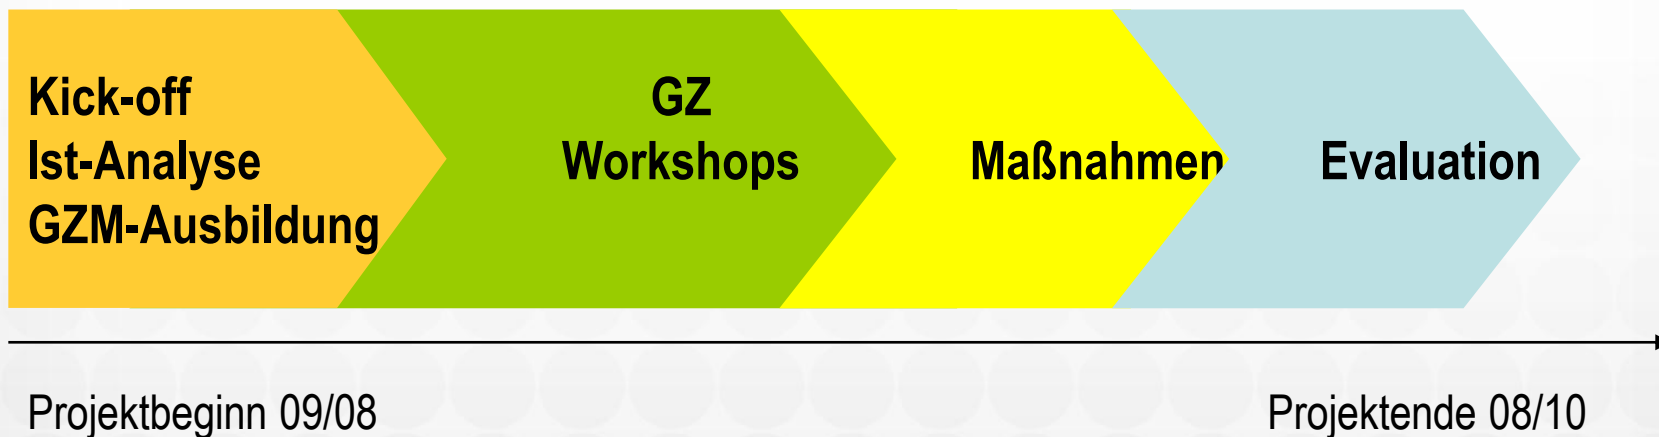 Kick-off
Ist-Analyse
GZM-Ausbildung
GZ
Workshops
Maßnahmen
Evaluation
Projektbeginn 09/08
Projektende 08/10